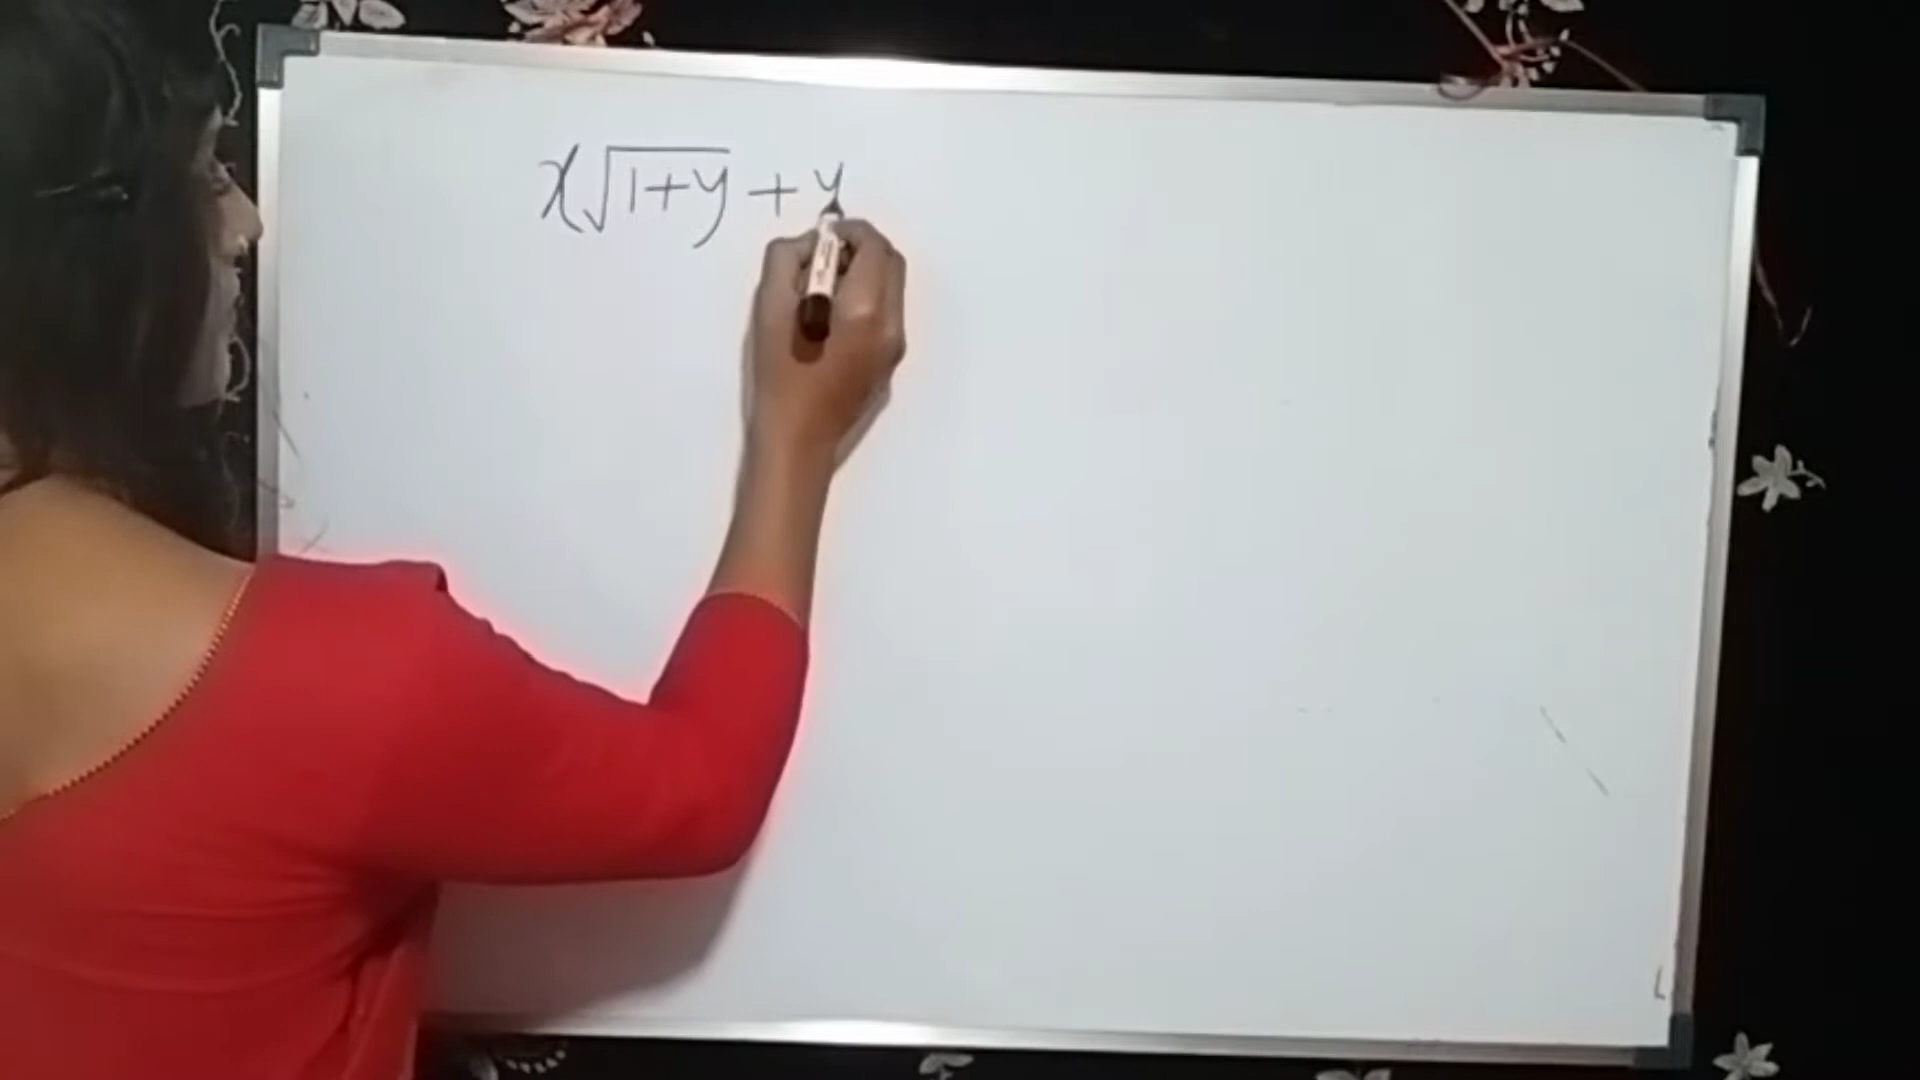 x√(1+y) + y